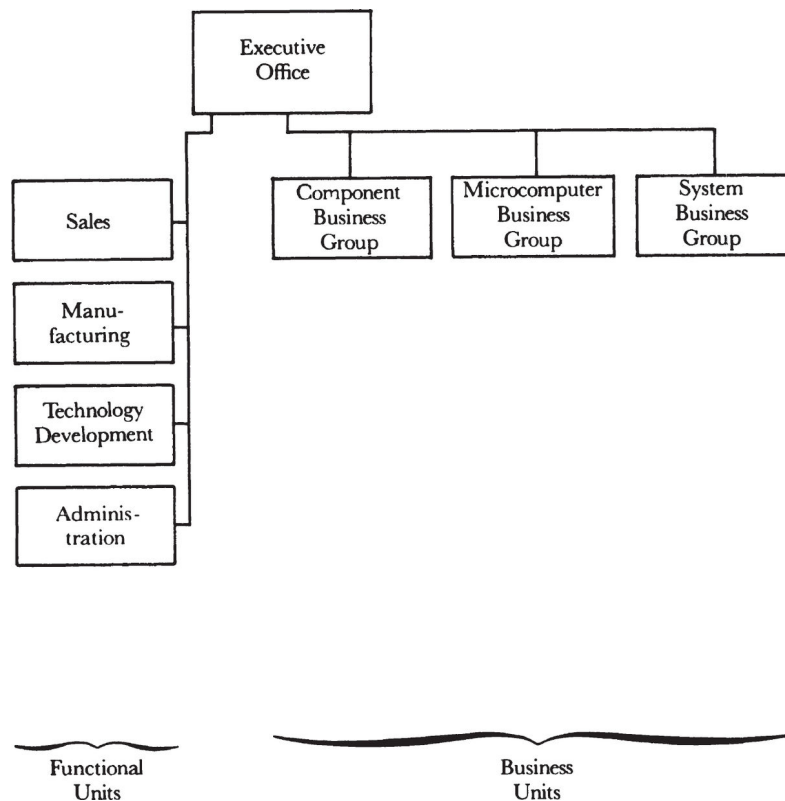 Executive
Office
Component
Business
Group
Microcomputer
Business
Group
System
Business
Group
Sales
Manu-
facturing
Technology
Development
Adminis-
tration
Functional
Units
Business
Units